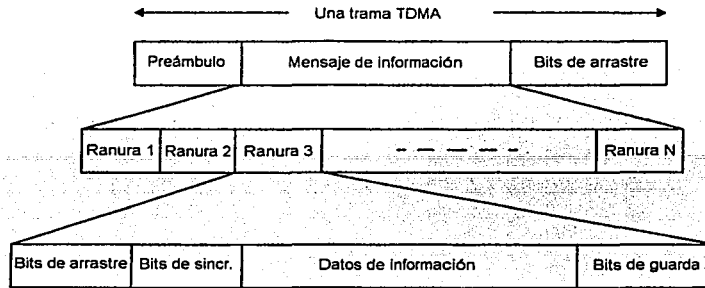 Una trama TDMA
Preámbulo Mensaje de información Bits de arrastre
Ranura 1 Ranura 2 Ranura 3 Ranura N
Bits de arrastre Bits de sincr. Datos de información Bits de guarda